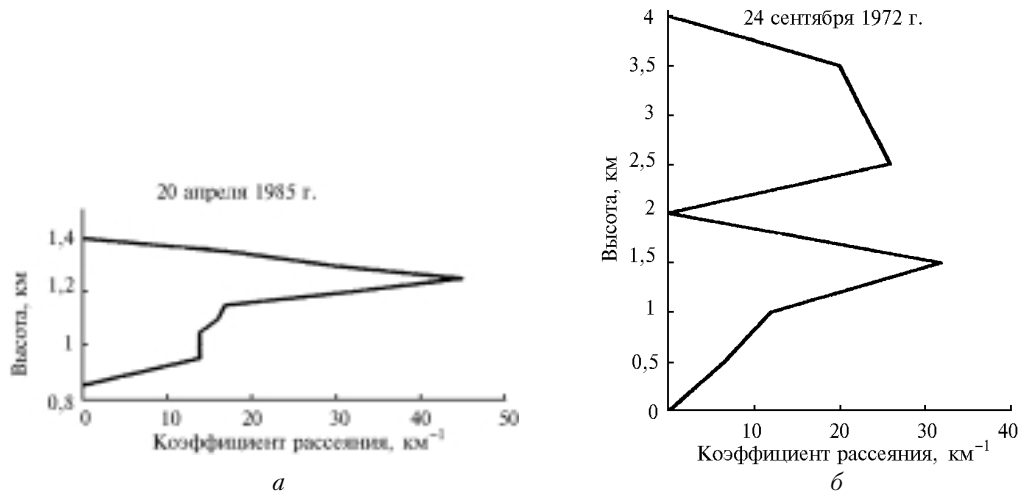 20 апреля 1985 г.
1,4
1,2
1
0,8
Высота, км
0 10 20 30 40 50
Коэффициент рассеяния, км⁻¹
а
24 сентября 1972 г.
4
3,5
3
2,5
2
1,5
1
0,5
0
Высота, км
10 20 30 40
Коэффициент рассеяния, км⁻¹
б